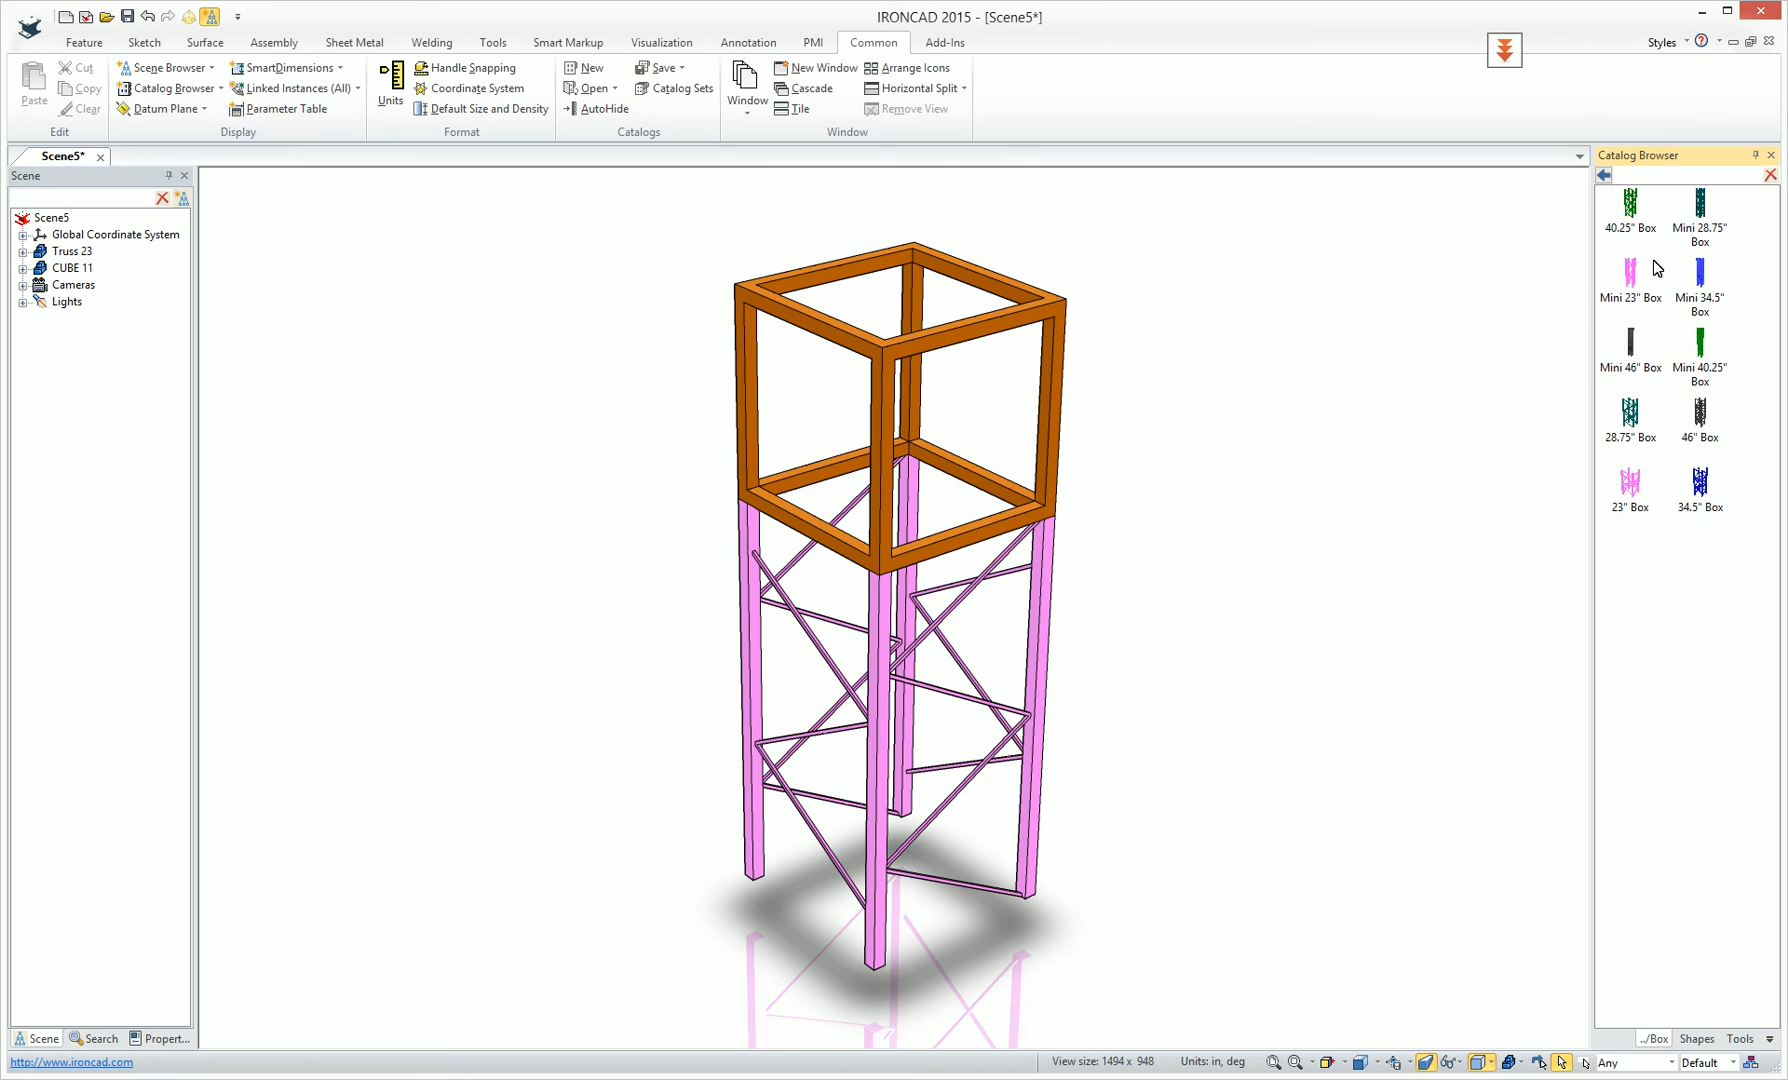 IRONCAD 2015 - [Scene5*]
Feature Sketch Surface Assembly Sheet Metal Welding Tools Smart Markup Visualization Annotation PMI Common Add-Ins Styles
Paste Cut Copy Clear
Edit
Scene Browser SmartDimensions
Catalog Browser Linked Instances (All)
Datum Plane Parameter Table
Display
Units
Handle Snapping
Coordinate System
Default Size and Density
Format
New Save
Open Catalog Sets
AutoHide
Catalogs
Window
New Window Arrange Icons
Cascade Horizontal Split
Tile Remove View
Window
Scene5*
Scene
Scene5
Global Coordinate System
Truss 23
CUBE 11
Cameras
Lights
Catalog Browser
40.25" Box
Mini 28.75" Box
Mini 23" Box
Mini 34.5" Box
Mini 46" Box
Mini 40.25" Box
28.75" Box
46" Box
23" Box
34.5" Box
Scene Search Propert...
../Box Shapes Tools
http://www.ironcad.com
View size: 1494 x 948 Units: in, deg Any Default